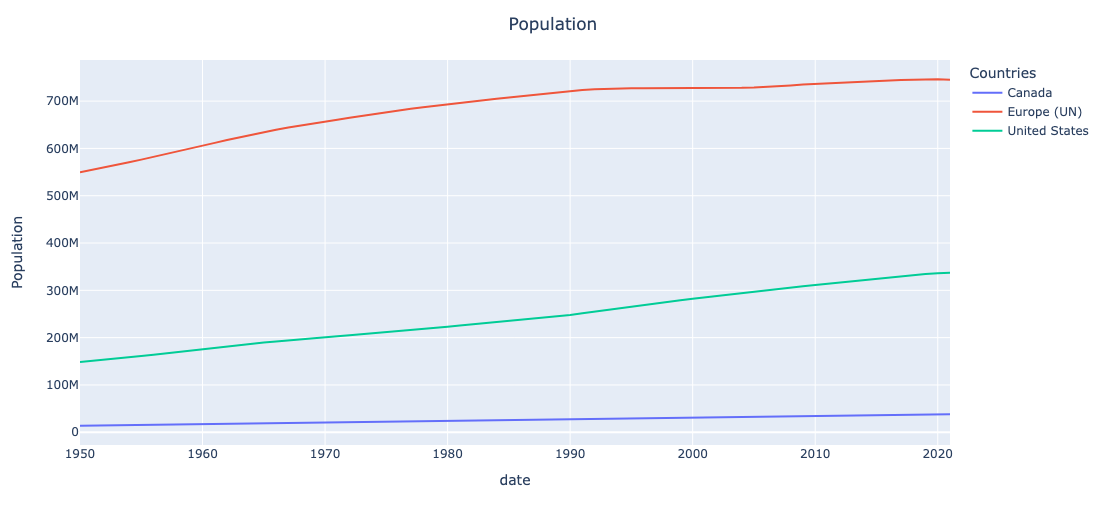 Population
Countries
Canada
Europe (UN)
United States
Population
700M
600M
500M
400M
300M
200M
100M
0
1950 1960 1970 1980 1990 2000 2010 2020
date